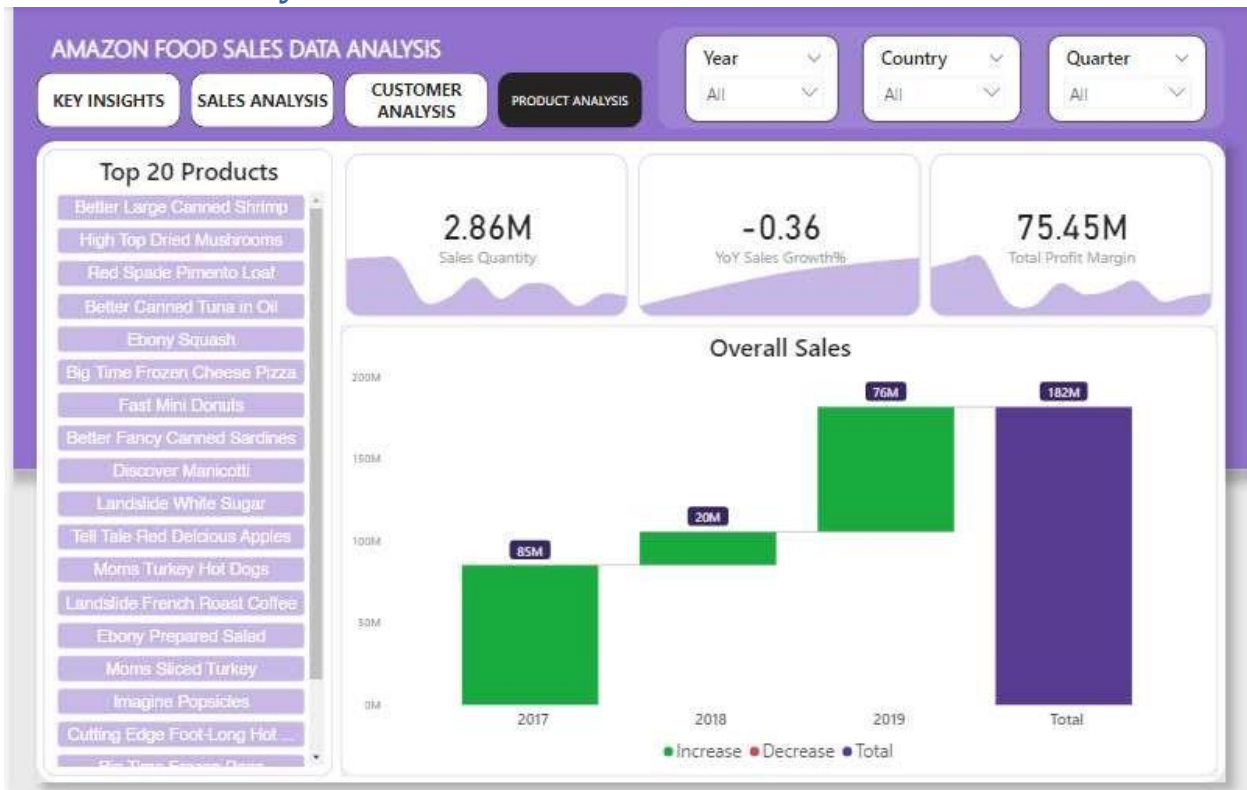 AMAZON FOOD SALES DATA ANALYSIS
KEY INSIGHTS
SALES ANALYSIS
CUSTOMER
ANALYSIS
PRODUCT ANALYSIS
Year
All
Country
All
Quarter
All
Top 20 Products
Better Large Canned Shrimp
High Top Dried Mushrooms
Red Spade Pimento Loaf
Better Canned Tuna in Oil
Ebony Squash
Big Time Frozen Cheese Pizza
Fast Mini Donuts
Better Fancy Canned Sardines
Discover Manicotti
Landslide White Sugar
Tell Tale Red Delcious Apples
Moms Turkey Hot Dogs
Landslide French Roast Coffee
Ebony Prepared Salad
Moms Sliced Turkey
Imagine Popsicles
Cutting Edge Foot-Long Hot ...
Big Time Frozen
2.86M
Sales Quantity
-0.36
YoY Sales Growth%
75.45M
Total Profit Margin
Overall Sales
200M
150M
100M
50M
0M
85M
20M
76M
182M
2017
2018
2019
Total
Increase Decrease Total